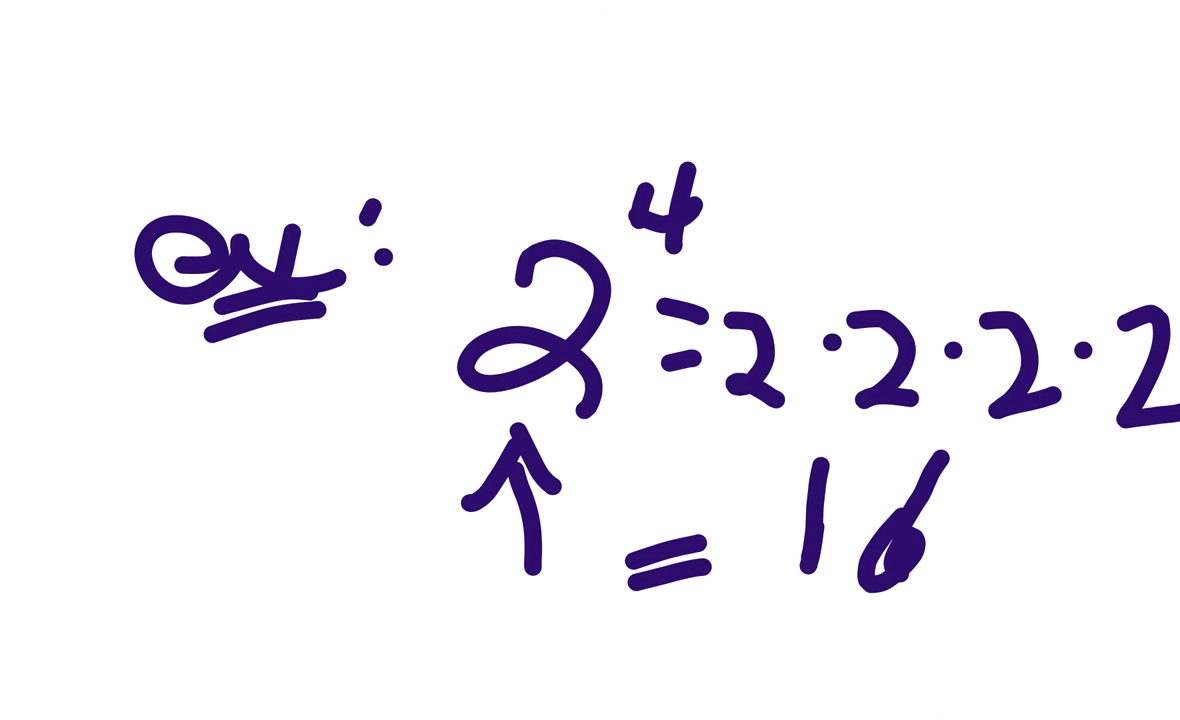 ex: 2⁴ = 2 · 2 · 2 · 2
↑ = 16